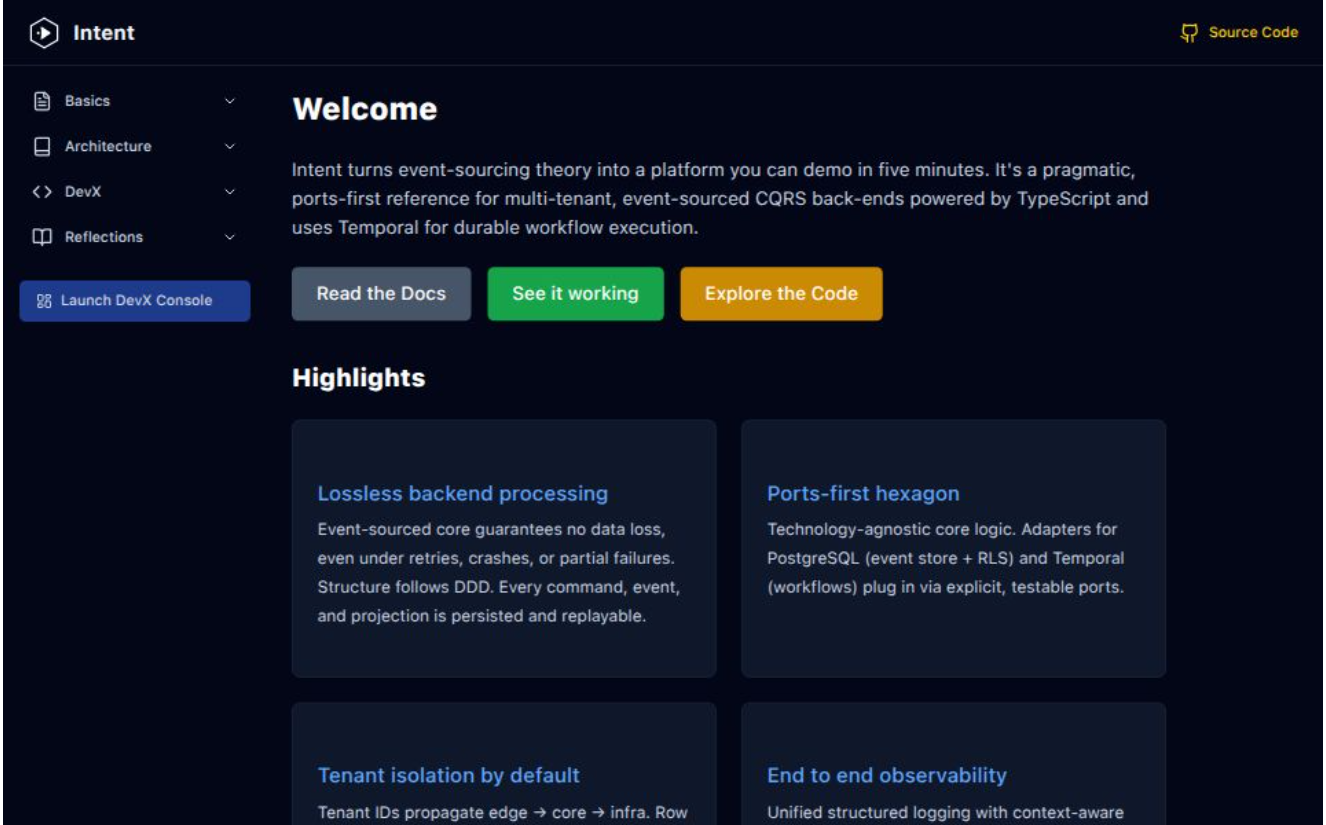 Intent
Source Code
Basics
Architecture
DevX
Reflections
Launch DevX Console
Welcome
Intent turns event-sourcing theory into a platform you can demo in five minutes. It's a pragmatic,
ports-first reference for multi-tenant, event-sourced CQRS back-ends powered by TypeScript and
uses Temporal for durable workflow execution.
Read the Docs
See it working
Explore the Code
Highlights
Lossless backend processing
Event-sourced core guarantees no data loss,
even under retries, crashes, or partial failures.
Structure follows DDD. Every command, event,
and projection is persisted and replayable.
Ports-first hexagon
Technology-agnostic core logic. Adapters for
PostgreSQL (event store + RLS) and Temporal
(workflows) plug in via explicit, testable ports.
Tenant isolation by default
Tenant IDs propagate edge → core → infra. Row
End to end observability
Unified structured logging with context-aware